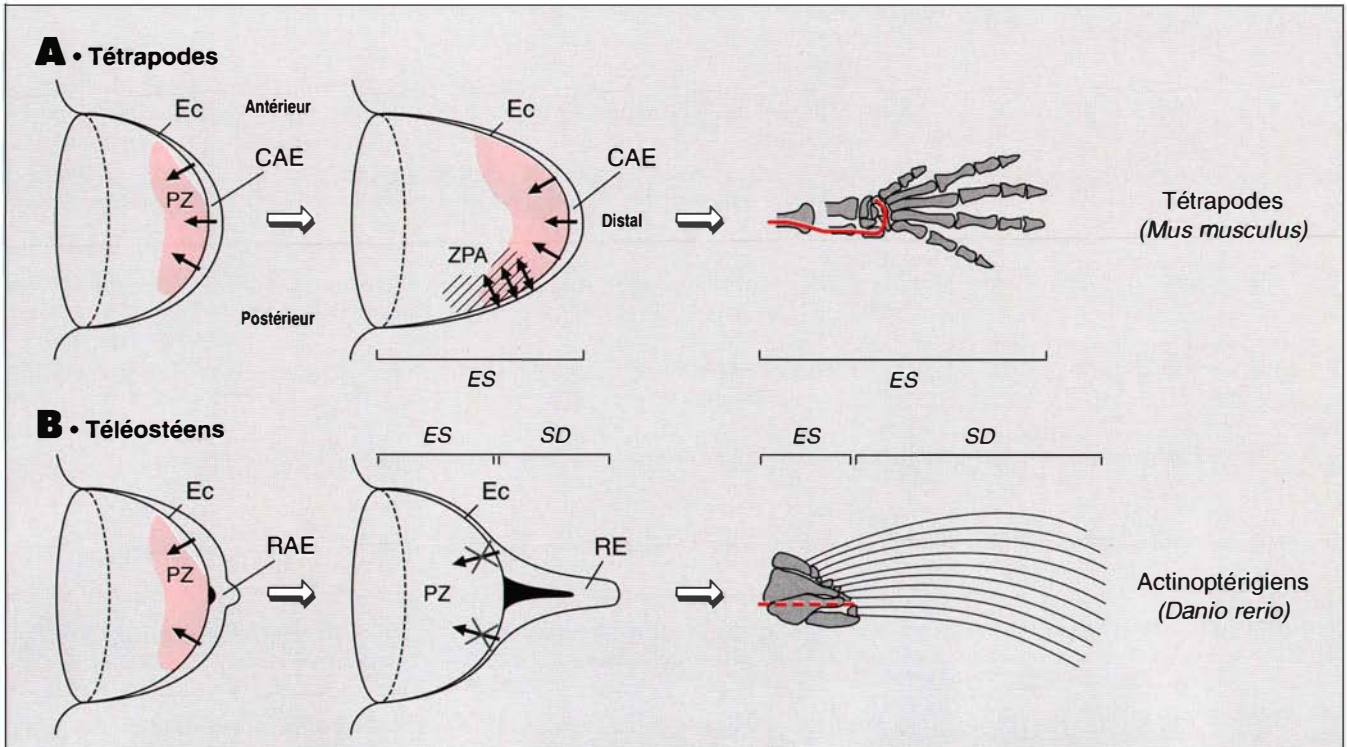 A • Tétrapodes
Ec
Antérieur
CAE
PZ
Postérieur
Ec
CAE
Distal
ZPA
ES
Tétrapodes
(Mus musculus)
ES
B • Téléostéens
Ec
RAE
PZ
ES
SD
Ec
RE
PZ
ES
SD
Actinoptérigiens
(Danio rerio)